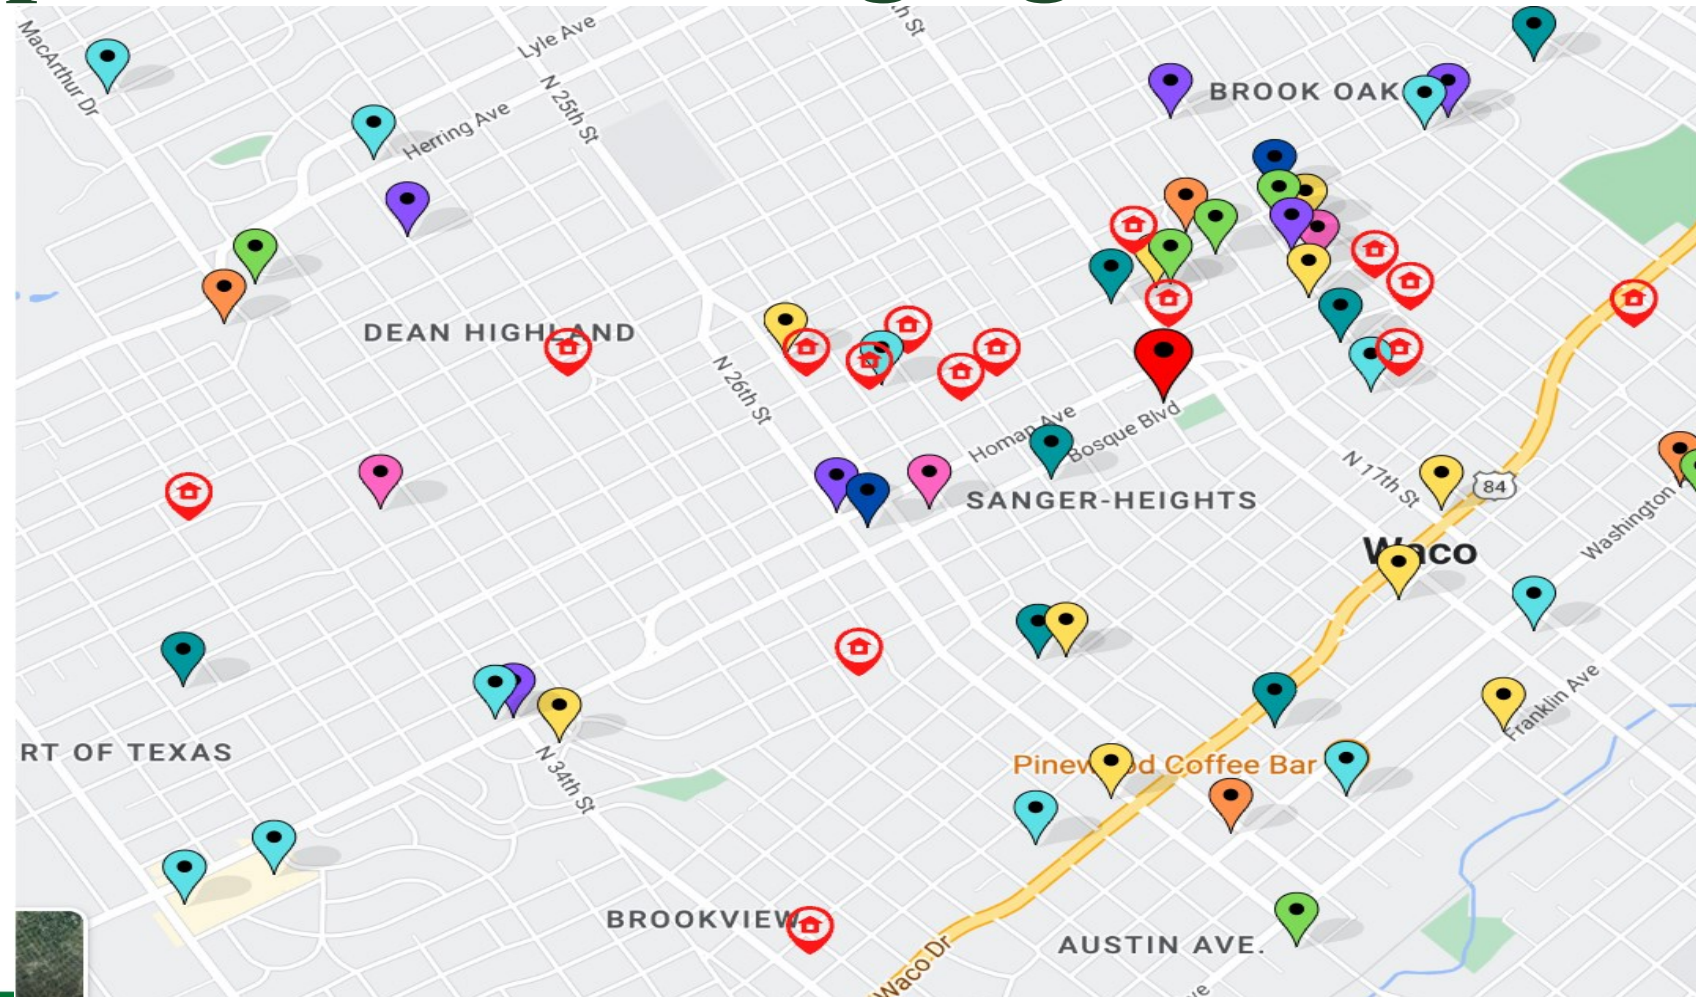 MacArthur Dr
Lyle Ave
N 25th St
Herring Ave
BROOK OAK
DEAN HIGHLAND
N 26th St
Homan Ave
Bosque Blvd
SANGER-HEIGHTS
N 17th St
84
Washington
Waco
Franklin Ave
RT OF TEXAS
N 34th St
Coffee Bar
BROOKVIEW
AUSTIN AVE.
Waco Dr